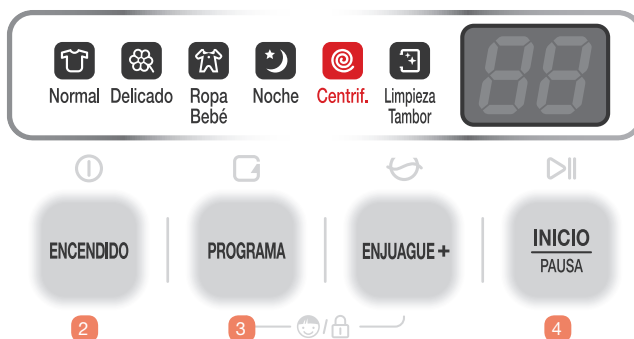 Normal Delicado Ropa Bebé Noche Centrif. Limpieza Tambor
88
ENCENDIDO PROGRAMA ENJUAGUE + INICIO
PAUSA
2 3 / 4